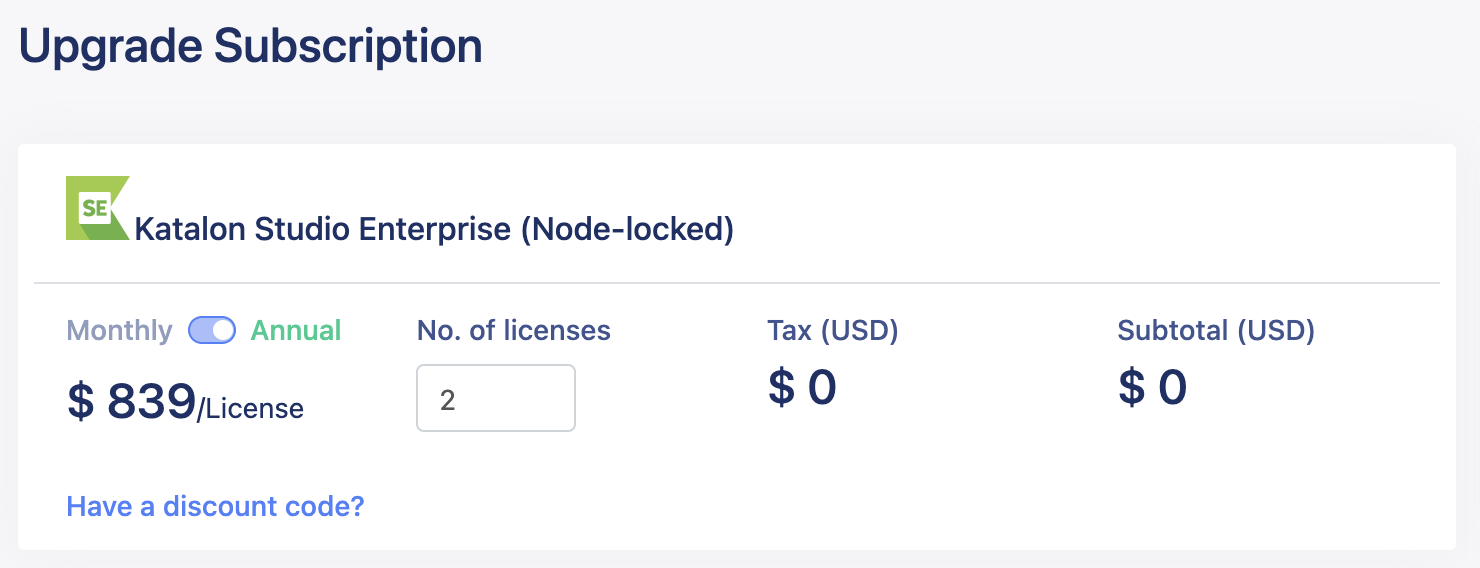 Upgrade Subscription
SE
Katalon Studio Enterprise (Node-locked)
Monthly Annual No. of licenses Tax (USD) Subtotal (USD)
$ 839/License 2 $ 0 $ 0
Have a discount code?